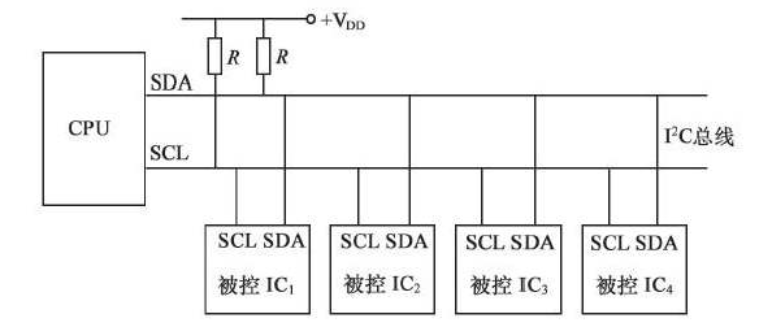 +V_DD
R R
SDA
CPU
SCL
I²C总线
SCL SDA SCL SDA SCL SDA SCL SDA
被控 IC₁ 被控 IC₂ 被控 IC₃ 被控 IC₄